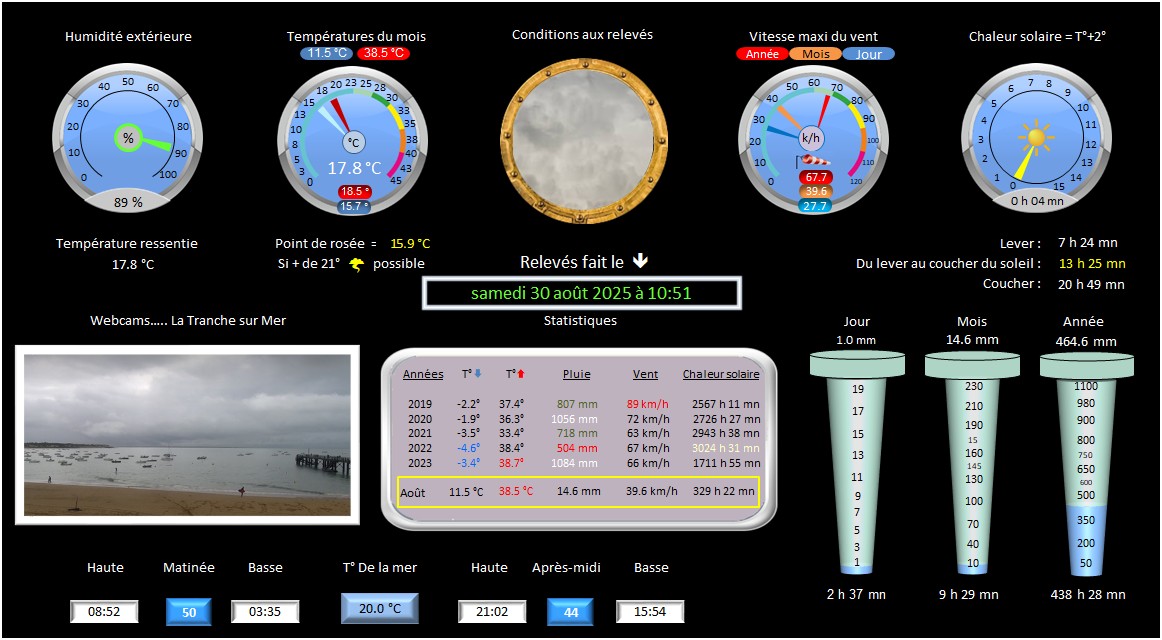 Humidité extérieure
Températures du mois
11.5 °C 38.5 °C
Conditions aux relevés
Vitesse maxi du vent
Année Mois Jour
Chaleur solaire = T°+2°
0 10 20 30 40 50 60 70 80 90 100
%
89 %
0 3 5 8 10 13 15 18 20 23 25 28 30 33 35 38 40 43 45
°C
17.8 °C
18.5 °
15.7 °
0 10 20 30 40 50 60 70 80 90 100 110 120
k/h
67.7
39.6
27.7
0 1 2 3 4 5 6 7 8 9 10 11 12 13 14 15
0 h 04 mn
Température ressentie
17.8 °C
Point de rosée = 15.9 °C
Si + de 21° possible
Relevés fait le
samedi 30 août 2025 à 10:51
Lever : 7 h 24 mn
Du lever au coucher du soleil : 13 h 25 mn
Coucher : 20 h 49 mn
Webcams….. La Tranche sur Mer
Statistiques
Années T° T° Pluie Vent Chaleur solaire
2019 -2.2° 37.4° 807 mm 89 km/h 2567 h 11 mn
2020 -1.9° 36.3° 1056 mm 72 km/h 2726 h 27 mn
2021 -3.5° 33.4° 718 mm 63 km/h 2943 h 38 mn
2022 -4.6° 38.4° 504 mm 67 km/h 3024 h 31 mn
2023 -3.4° 38.7° 1084 mm 66 km/h 1711 h 55 mn
Août 11.5 °C 38.5 °C 14.6 mm 39.6 km/h 329 h 22 mn
Jour
1.0 mm
19
17
15
13
11
9
7
5
3
1
2 h 37 mn
Mois
14.6 mm
230
210
190
15
160
145
130
100
70
40
10
9 h 29 mn
Année
464.6 mm
1100
980
900
800
750
650
600
500
350
200
50
438 h 28 mn
Haute Matinée Basse
08:52 50 03:35
T° De la mer
20.0 °C
Haute Après-midi Basse
21:02 44 15:54